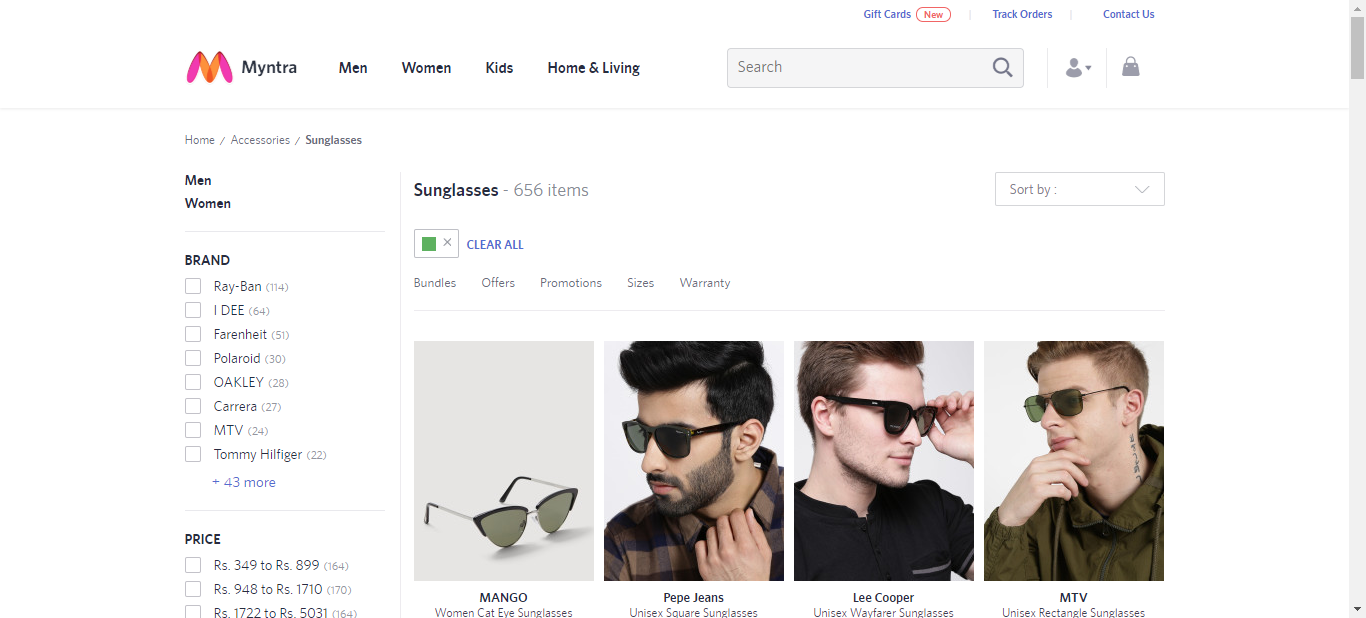 Gift Cards New Track Orders Contact Us
Myntra Men Women Kids Home & Living Search
Home / Accessories / Sunglasses
Men
Women
BRAND
Ray-Ban (114)
I DEE (64)
Farenheit (51)
Polaroid (30)
OAKLEY (28)
Carrera (27)
MTV (24)
Tommy Hilfiger (22)
+ 43 more
PRICE
Rs. 349 to Rs. 899 (164)
Rs. 948 to Rs. 1710 (170)
Rs. 1722 to Rs. 5031 (164)
Sunglasses - 656 items
Sort by :
CLEAR ALL
Bundles Offers Promotions Sizes Warranty
MANGO
Women Cat Eye Sunglasses
Pepe Jeans
Unisex Square Sunglasses
Lee Cooper
Unisex Wayfarer Sunglasses
MTV
Unisex Rectangle Sunglasses